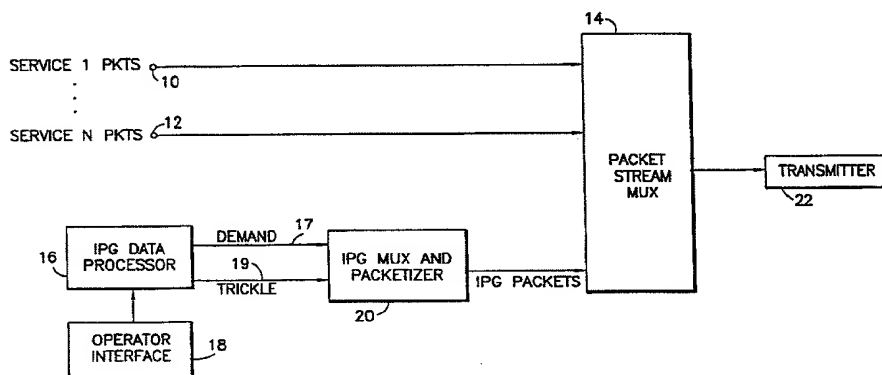 14
SERVICE 1 PKTS
10
SERVICE N PKTS
12
PACKET
STREAM
MUX
TRANSMITTER
22
16
IPG DATA
PROCESSOR
DEMAND
17
19
TRICKLE
IPG MUX AND
PACKETIZER
20
IPG PACKETS
OPERATOR
INTERFACE
18